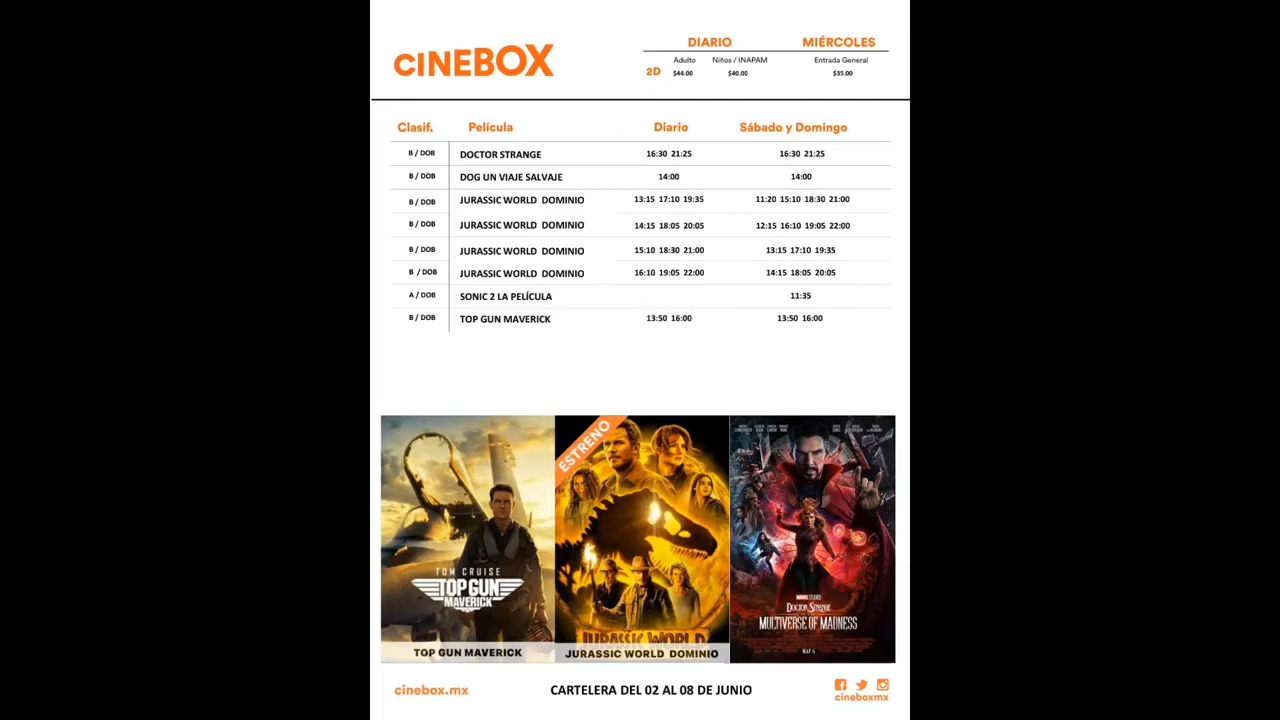 CINEBOX
DIARIO MIÉRCOLES
Adulto Niños / INAPAM Entrada General
2D $44.00 $40.00 $35.00
Clasif. Película Diario Sábado y Domingo
B / DOB DOCTOR STRANGE 16:30 21:25 16:30 21:25
B / DOB DOG UN VIAJE SALVAJE 14:00 14:00
B / DOB JURASSIC WORLD DOMINIO 13:15 17:10 19:35 11:20 15:10 18:30 21:00
B / DOB JURASSIC WORLD DOMINIO 14:15 18:05 20:05 12:15 16:10 19:05 22:00
B / DOB JURASSIC WORLD DOMINIO 15:10 18:30 21:00 13:15 17:10 19:35
B / DOB JURASSIC WORLD DOMINIO 16:10 19:05 22:00 14:15 18:05 20:05
A / DOB SONIC 2 LA PELÍCULA 11:35
B / DOB TOP GUN MAVERICK 13:50 16:00 13:50 16:00
TOM CRUISE
TOP GUN
MAVERICK
TOP GUN MAVERICK
ESTRENO
JURASSIC WORLD
JURASSIC WORLD DOMINIO
MARVEL STUDIOS
DOCTOR STRANGE
MULTIVERSE OF MADNESS
MAY 6
cinebox.mx CARTELERA DEL 02 AL 08 DE JUNIO
cineboxmx